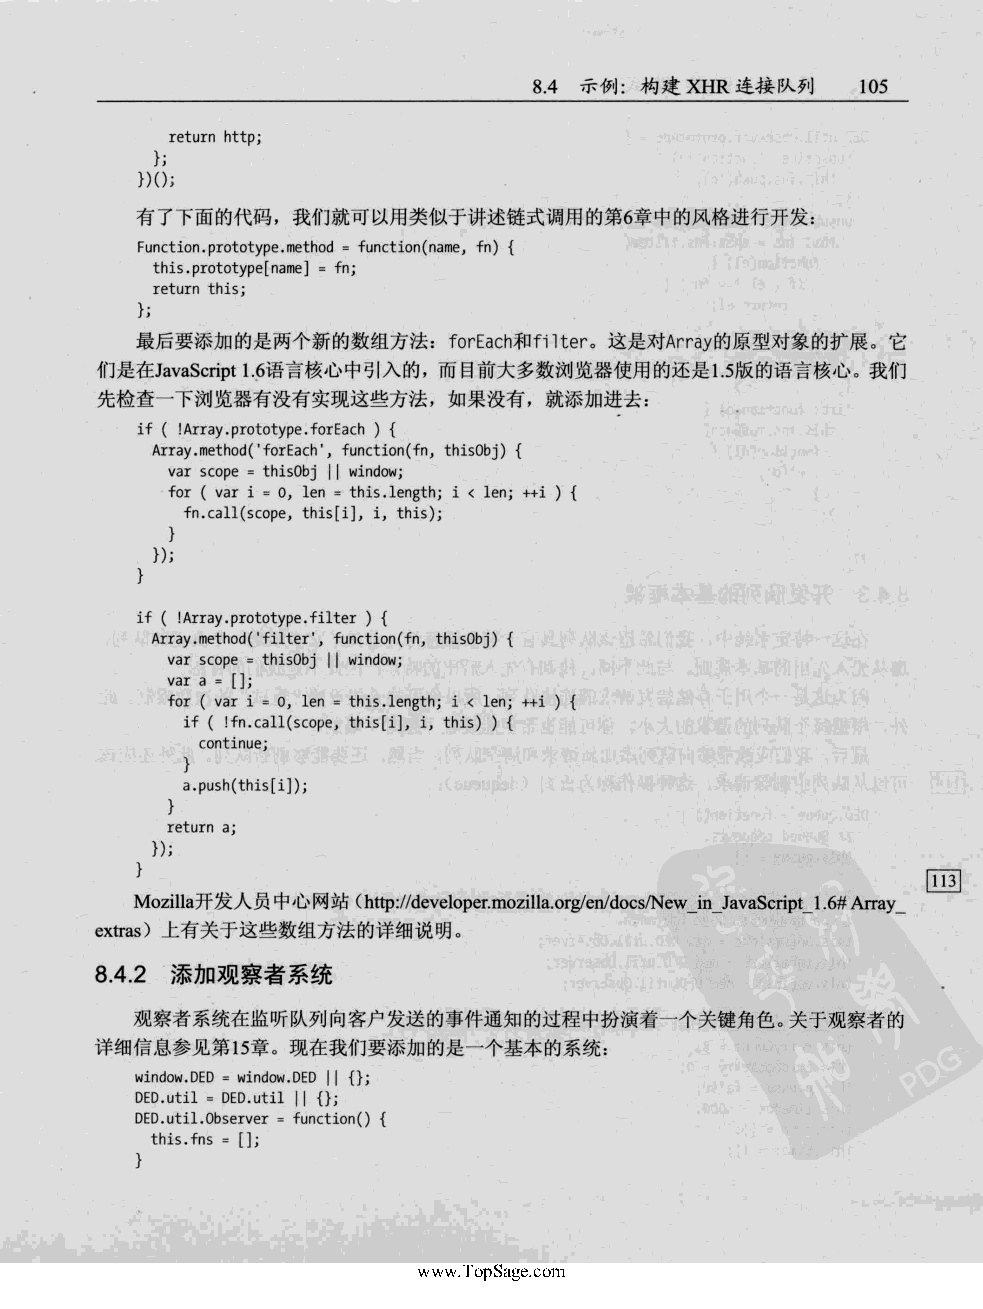 8.4 示例：构建 XHR 连接队列 105
return http;
};
})();
有了下面的代码，我们就可以用类似于讲述链式调用的第6章中的风格进行开发：
Function.prototype.method = function(name, fn) {
this.prototype[name] = fn;
return this;
};
最后要添加的是两个新的数组方法：forEach和filter。这是对Array的原型对象的扩展。它
们是在JavaScript 1.6语言核心中引入的，而目前大多数浏览器使用的还是1.5版的语言核心。我们
先检查一下浏览器有没有实现这些方法，如果没有，就添加进去：
if ( !Array.prototype.forEach ) {
Array.method('forEach', function(fn, thisObj) {
var scope = thisObj || window;
for ( var i = 0, len = this.length; i < len; ++i ) {
fn.call(scope, this[i], i, this);
}
});
}
if ( !Array.prototype.filter ) {
Array.method('filter', function(fn, thisObj) {
var scope = thisObj || window;
var a = [];
for ( var i = 0, len = this.length; i < len; ++i ) {
if ( !fn.call(scope, this[i], i, this) ) {
continue;
}
a.push(this[i]);
}
return a;
});
}
113
Mozilla开发人员中心网站（http://developer.mozilla.org/en/docs/New_in_JavaScript_1.6# Array_
extras）上有关于这些数组方法的详细说明。
8.4.2 添加观察者系统
观察者系统在监听队列向客户发送的事件通知的过程中扮演着一个关键角色。关于观察者的
详细信息参见第15章。现在我们要添加的是一个基本的系统：
window.DED = window.DED || {};
DED.util = DED.util || {};
DED.util.Observer = function() {
this.fns = [];
}
PDG
www.TopSage.com